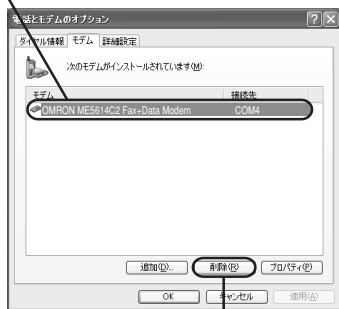 電話とモデムのオプション
ダイヤル情報 モデム 詳細設定
次のモデムがインストールされています(M):
モデム 接続先
OMRON ME5614C2 Fax+Data Modem COM4
追加(D)... 削除(R) プロパティ(P)
OK キャンセル 適用(A)